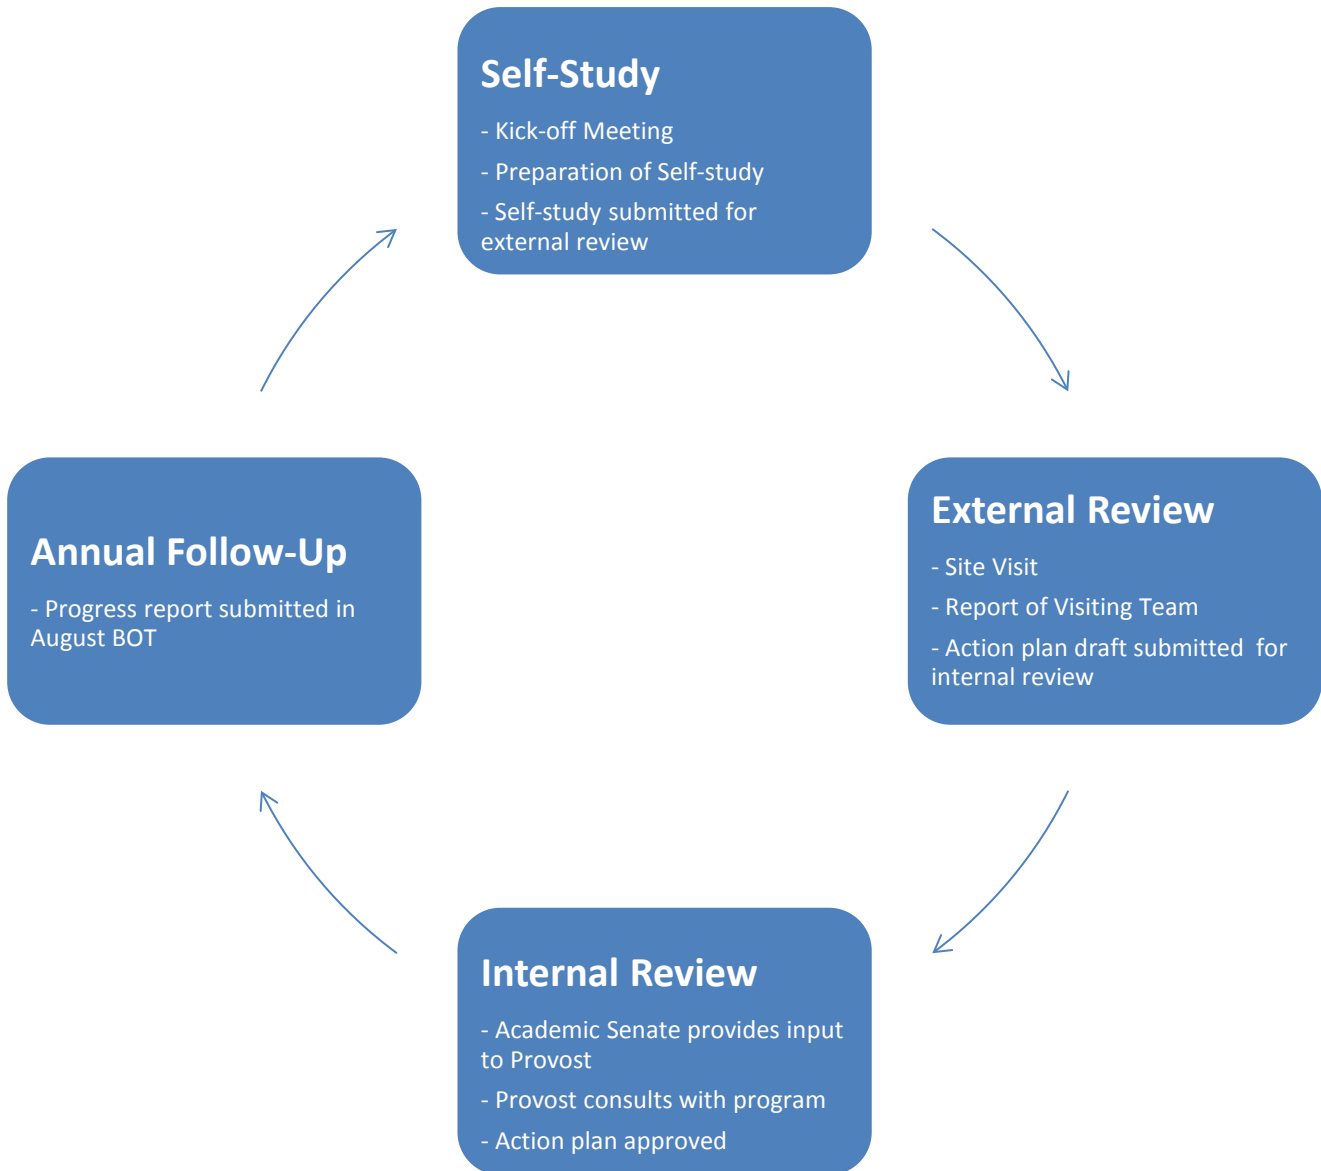 Self-Study
- Kick-off Meeting
- Preparation of Self-study
- Self-study submitted for
external review
External Review
- Site Visit
- Report of Visiting Team
- Action plan draft submitted  for
internal review
Internal Review
- Academic Senate provides input
to Provost
- Provost consults with program
- Action plan approved
Annual Follow-Up
- Progress report submitted in
August BOT